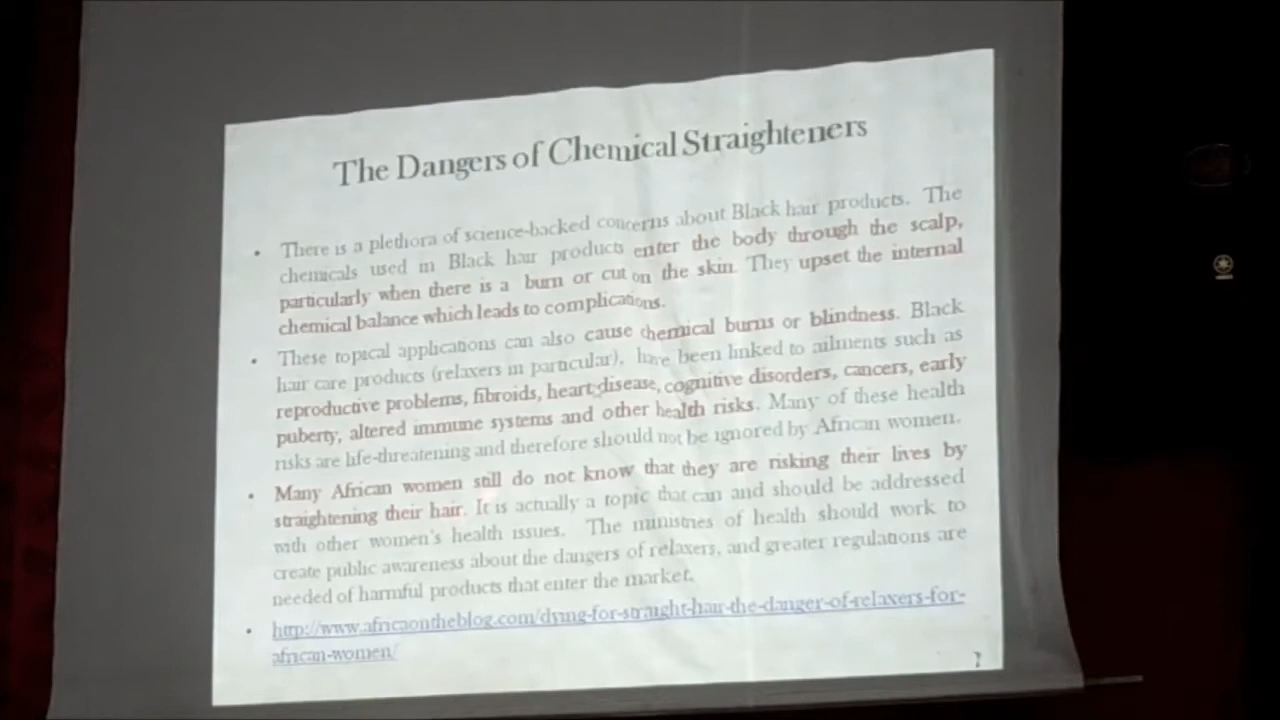 The Dangers of Chemical Straighteners
• There is a plethora of science-backed concerns about Black hair products. The
chemicals used in Black hair products enter the body through the scalp,
particularly when there is a burn or cut on the skin. They upset the internal
chemical balance which leads to complications.
• These topical applications can also cause chemical burns or blindness. Black
hair care products (relaxers in particular), have been linked to ailments such as
reproductive problems, fibroids, heart disease, cognitive disorders, cancers, early
puberty, altered immune systems and other health risks. Many of these health
risks are life-threatening and therefore should not be ignored by African women.
• Many African women still do not know that they are risking their lives by
straightening their hair. It is actually a topic that can and should be addressed
with other women's health issues. The ministries of health should work to
create public awareness about the dangers of relaxers, and greater regulations are
needed of harmful products that enter the market.
• http://www.africaontheblog.com/dying-for-straight-hair-the-danger-of-relaxers-for-
african-women/
7